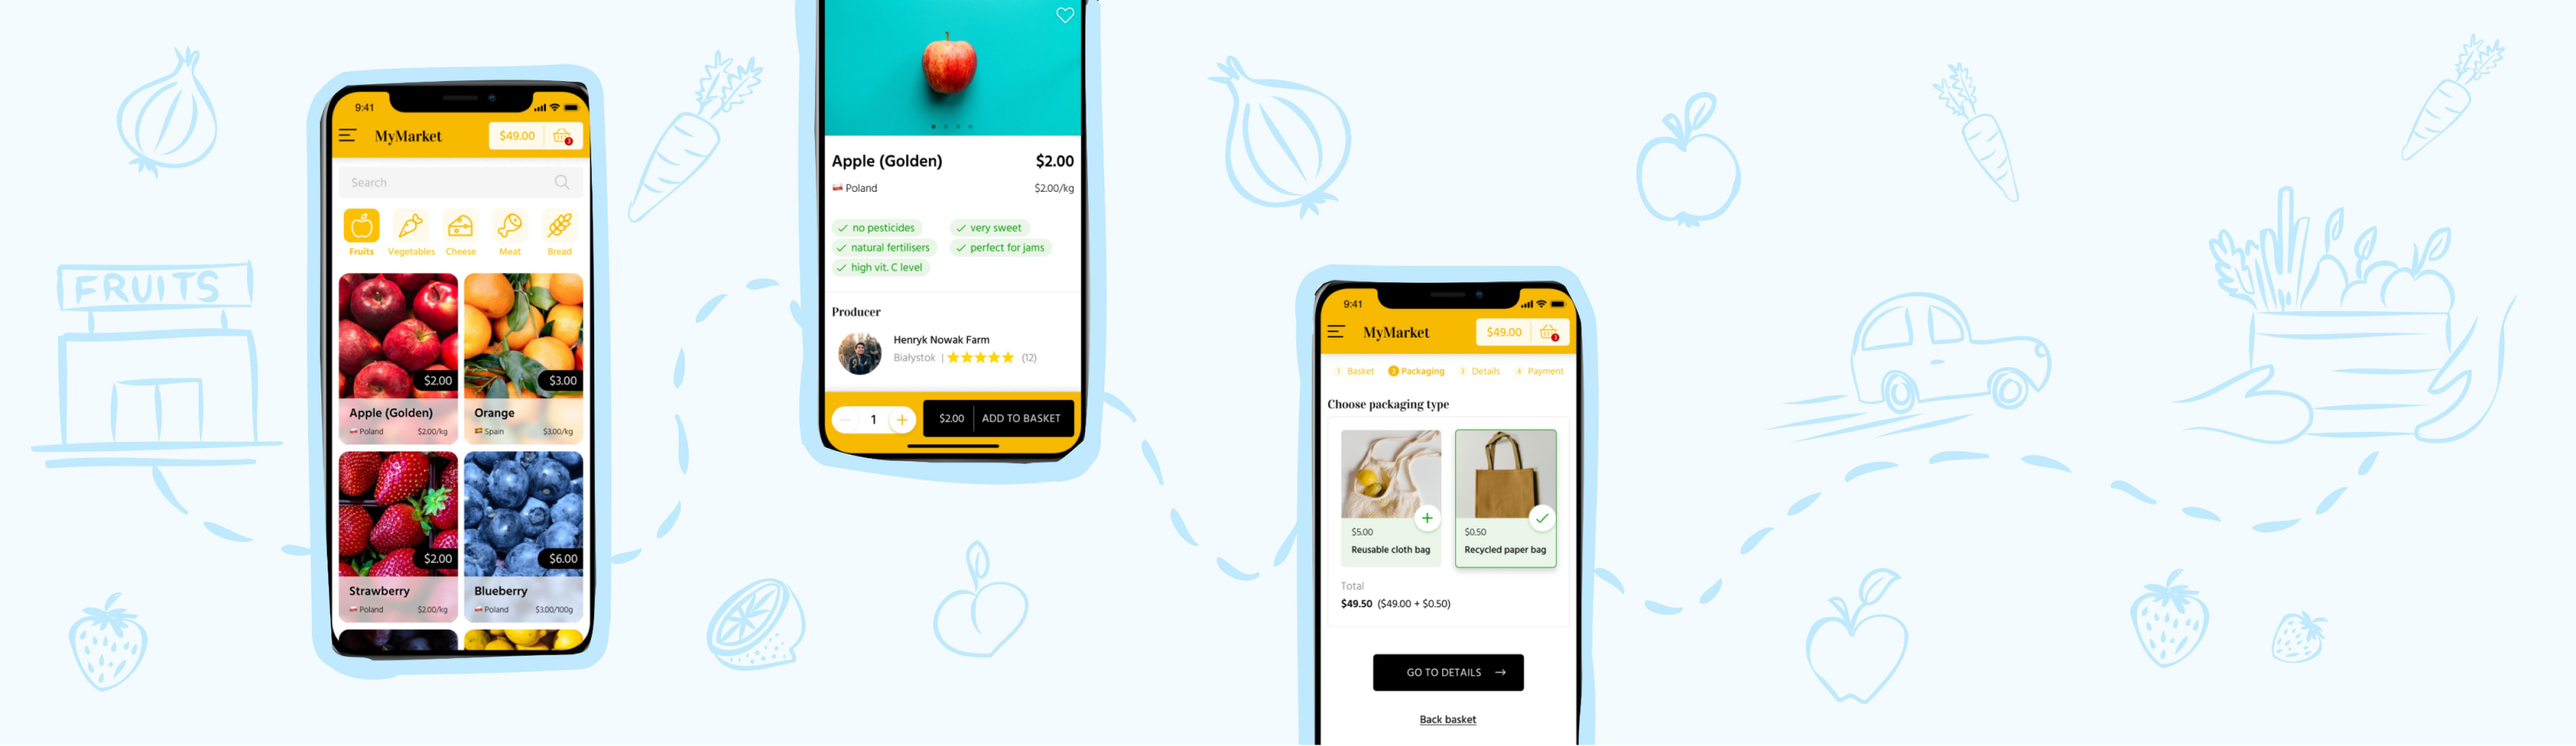 FRUITS
9:41
MyMarket
$49.00
3
Search
Fruits Vegetables Cheese Meat Bread
$2.00
Apple (Golden)
Poland $2.00/kg
$3.00
Orange
Spain $3.00/kg
$2.00
Strawberry
Poland $2.00/kg
$6.00
Blueberry
Poland $3.00/100g
Apple (Golden) $2.00
Poland $2.00/kg
no pesticides very sweet
natural fertilisers perfect for jams
high vit. C level
Producer
Henryk Nowak Farm
Białystok | (12)
1 $2.00 ADD TO BASKET
9:41
MyMarket
$49.00
3
1 Basket 2 Packaging 3 Details 4 Payment
Choose packaging type
$5.00
Reusable cloth bag
$0.50
Recycled paper bag
Total
$49.50 ($49.00 + $0.50)
GO TO DETAILS →
Back basket